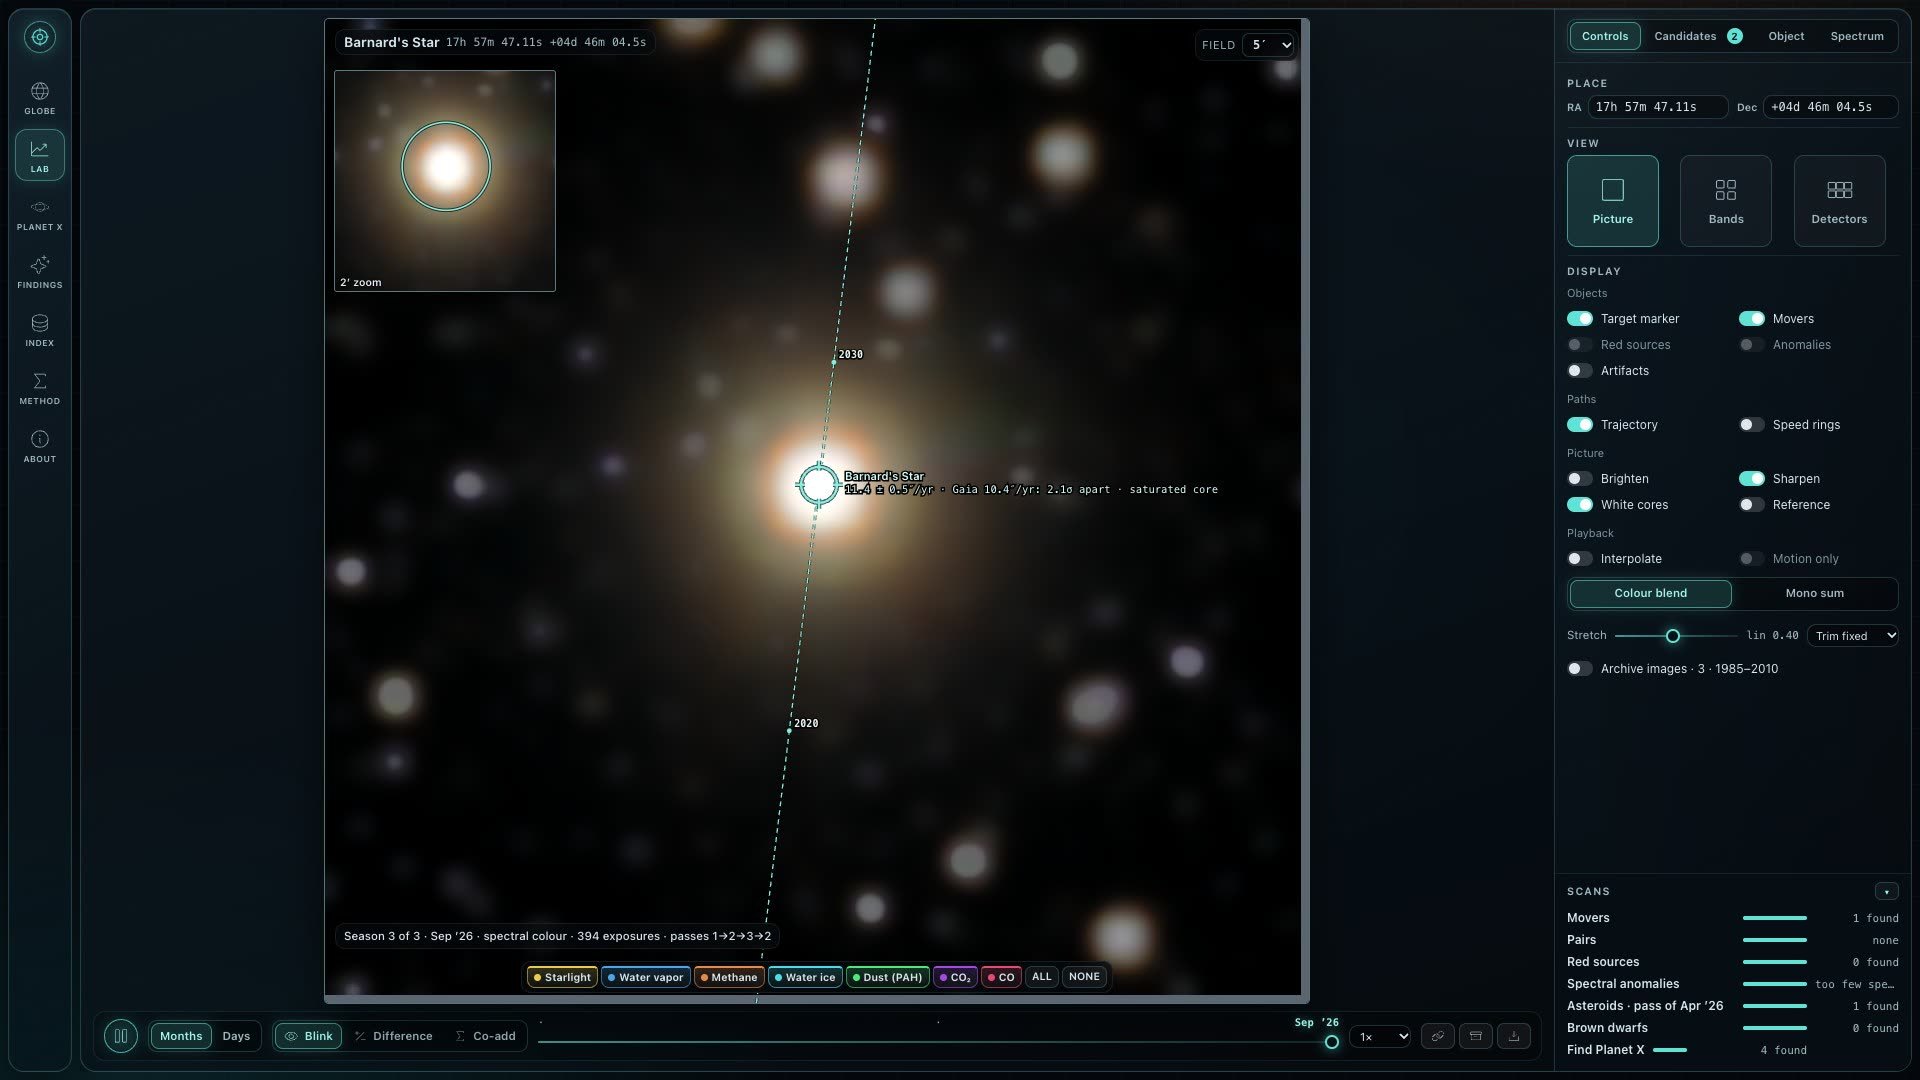 GLOBE
LAB
PLANET X
FINDINGS
INDEX
METHOD
ABOUT
Barnard's Star 17h 57m 47.11s +04d 46m 04.5s
FIELD 5′
2′ zoom
2030
Barnard's Star
11.4 ± 0.5″/yr · Gaia 10.4″/yr: 2.1σ apart · saturated core
2020
Season 3 of 3 · Sep ’26 · spectral colour · 394 exposures · passes 1→2→3→2
Starlight Water vapor Methane Water ice Dust (PAH) CO₂ CO ALL NONE
Months Days Blink Difference Co-add Sep ’26 1×
Controls Candidates 2 Object Spectrum
PLACE
RA 17h 57m 47.11s Dec +04d 46m 04.5s
VIEW
Picture Bands Detectors
DISPLAY
Objects
Target marker Movers
Red sources Anomalies
Artifacts
Paths
Trajectory Speed rings
Picture
Brighten Sharpen
White cores Reference
Playback
Interpolate Motion only
Colour blend Mono sum
Stretch lin 0.40 Trim fixed
Archive images · 3 · 1985–2010
SCANS
Movers 1 found
Pairs none
Red sources 0 found
Spectral anomalies too few spe…
Asteroids · pass of Apr ’26 1 found
Brown dwarfs 0 found
Find Planet X 4 found